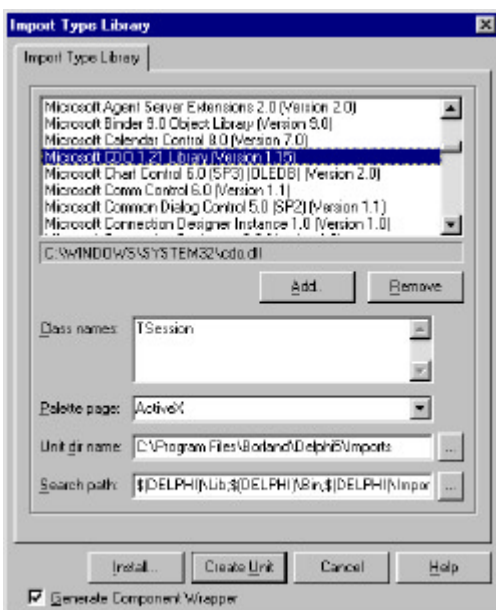 Import Type Library
Import Type Library
Microsoft Agent Server Extensions 2.0 (Version 2.0)
Microsoft Binder 9.0 Object Library (Version 9.0)
Microsoft Calendar Control 8.0 (Version 7.0)
Microsoft CDO 1.21 Library (Version 1.15)
Microsoft Chart Control 6.0 (SP3) (OLEDB) (Version 2.0)
Microsoft Comm Control 6.0 (Version 1.1)
Microsoft Common Dialog Control 5.0 (SP2) (Version 1.1)
Microsoft Connection Designer Instance 1.0 (Version 1.0)
C:\WINDOWS\SYSTEM32\cdo.dll
Add... Remove
Class names: TSession
Palette page: ActiveX
Unit dir name: C:\Program Files\Borland\Delphi5\Imports ...
Search path: $(DELPHI)\Lib;$(DELPHI)\Bin;$(DELPHI)\Impor ...
Install... Create Unit Cancel Help
Generate Component Wrapper